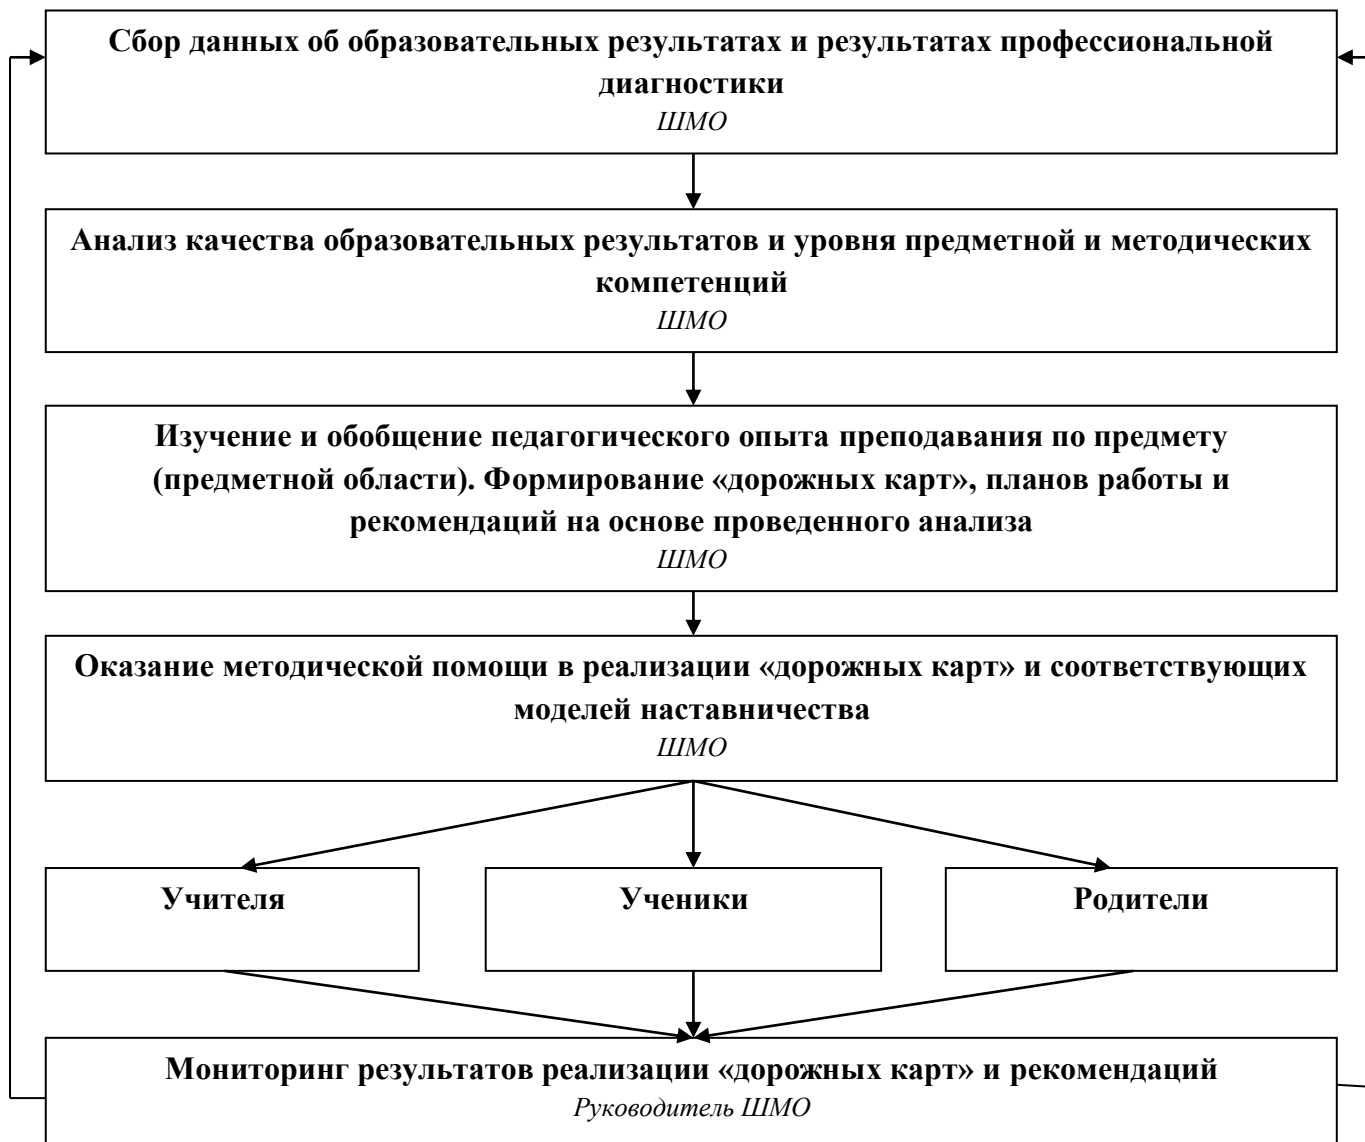 Сбор данных об образовательных результатах и результатах профессиональной
диагностики
ШМО
Анализ качества образовательных результатов и уровня предметной и методических
компетенций
ШМО
Изучение и обобщение педагогического опыта преподавания по предмету
(предметной области). Формирование «дорожных карт», планов работы и
рекомендаций на основе проведенного анализа
ШМО
Оказание методической помощи в реализации «дорожных карт» и соответствующих
моделей наставничества
ШМО
Учителя
Ученики
Родители
Мониторинг результатов реализации «дорожных карт» и рекомендаций
Руководитель ШМО